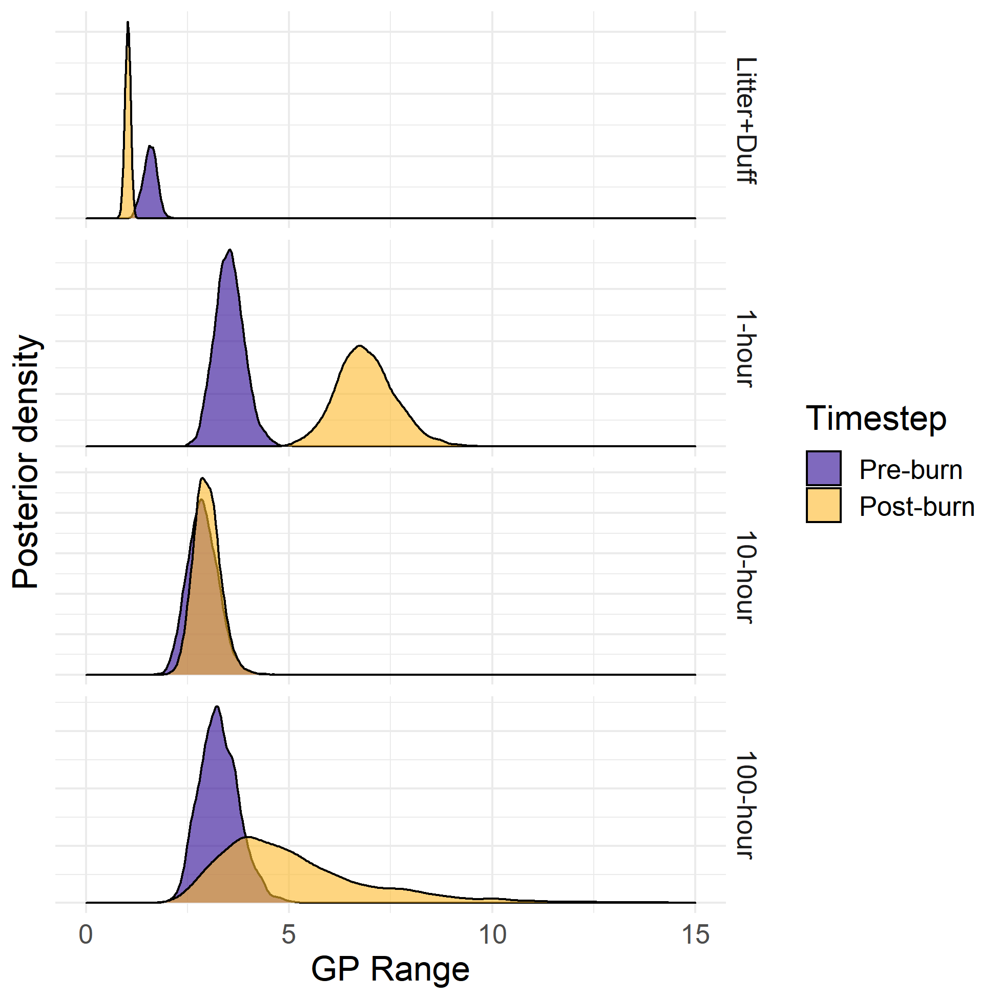 Posterior density
Litter+Duff
1-hour
10-hour
100-hour
0 5 10 15
GP Range
Timestep
Pre-burn
Post-burn